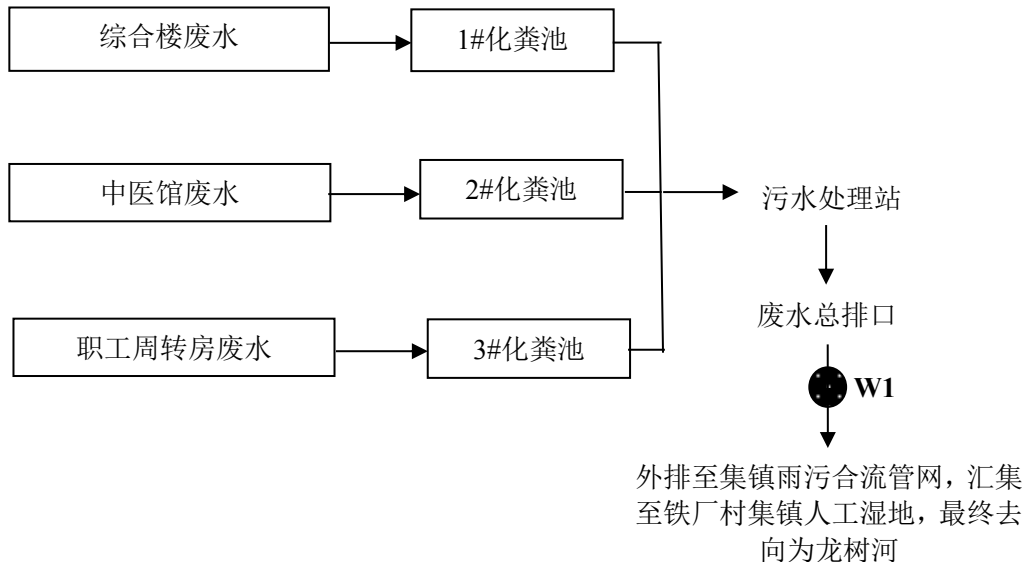 综合楼废水
1#化粪池
中医馆废水
2#化粪池
污水处理站
废水总排口
职工周转房废水
3#化粪池
W1
外排至集镇雨污合流管网，汇集
至铁厂村集镇人工湿地，最终去
向为龙树河